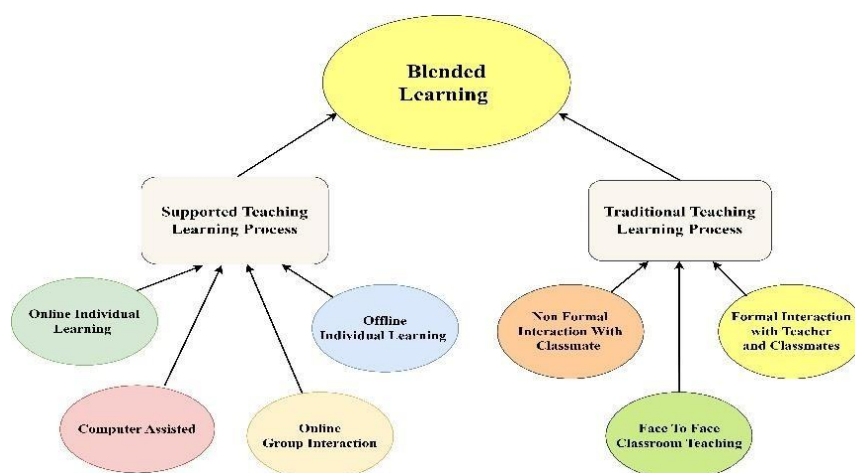 Blended
Learning
Supported Teaching
Learning Process
Traditional Teaching
Learning Process
Online Individual
Learning
Offline
Individual Learning
Non Formal
Interaction With
Classmate
Formal Interaction
with Teacher
and Classmates
Computer Assisted
Online
Group Interaction
Face To Face
Classroom Teaching